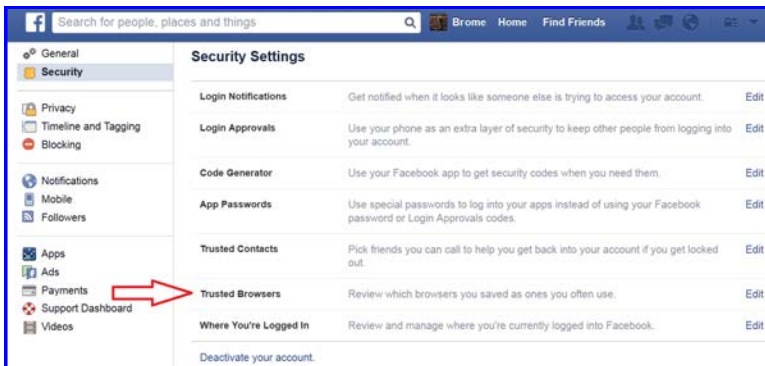 f Search for people, places and things Brome Home Find Friends
General
Security
Privacy
Timeline and Tagging
Blocking
Notifications
Mobile
Followers
Apps
Ads
Payments
Support Dashboard
Videos
Security Settings
Login Notifications Get notified when it looks like someone else is trying to access your account. Edit
Login Approvals Use your phone as an extra layer of security to keep other people from logging into Edit
your account.
Code Generator Use your Facebook app to get security codes when you need them. Edit
App Passwords Use special passwords to log into your apps instead of using your Facebook Edit
password or Login Approvals codes.
Trusted Contacts Pick friends you can call to help you get back into your account if you get locked Edit
out.
Trusted Browsers Review which browsers you saved as ones you often use. Edit
Where You're Logged In Review and manage where you're currently logged into Facebook. Edit
Deactivate your account.